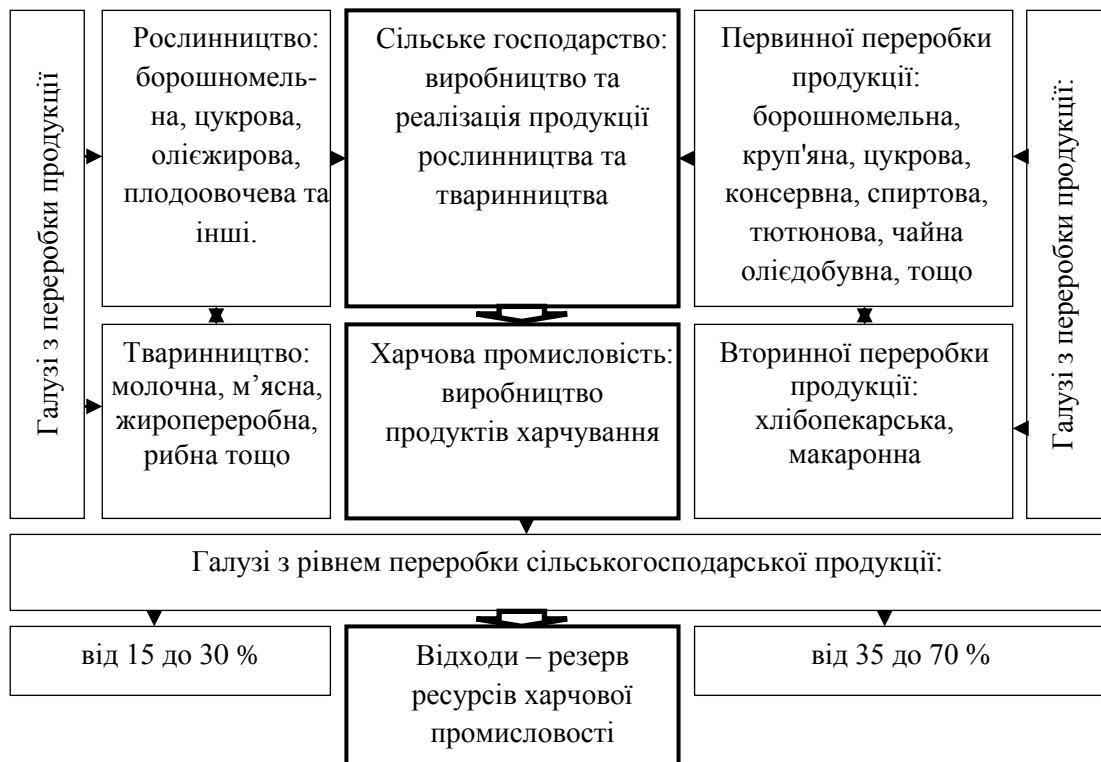 Галузі з переробки продукції
Рослинництво:
борошномель-
на, цукрова,
олієжирова,
плодоовочева та
інші.
Сільське господарство:
виробництво та
реалізація продукції
рослинництва та
тваринництва
Первинної переробки
продукції:
борошномельна,
круп'яна, цукрова,
консервна, спиртова,
тютюнова, чайна
олієдобувна, тощо
Галузі з переробки продукції:
Тваринництво:
молочна, м’ясна,
жиропереробна,
рибна тощо
Харчова промисловість:
виробництво
продуктів харчування
Вторинної переробки
продукції:
хлібопекарська,
макаронна
Галузі з рівнем переробки сільськогосподарської продукції:
від 15 до 30 %
Відходи – резерв
ресурсів харчової
промисловості
від 35 до 70 %